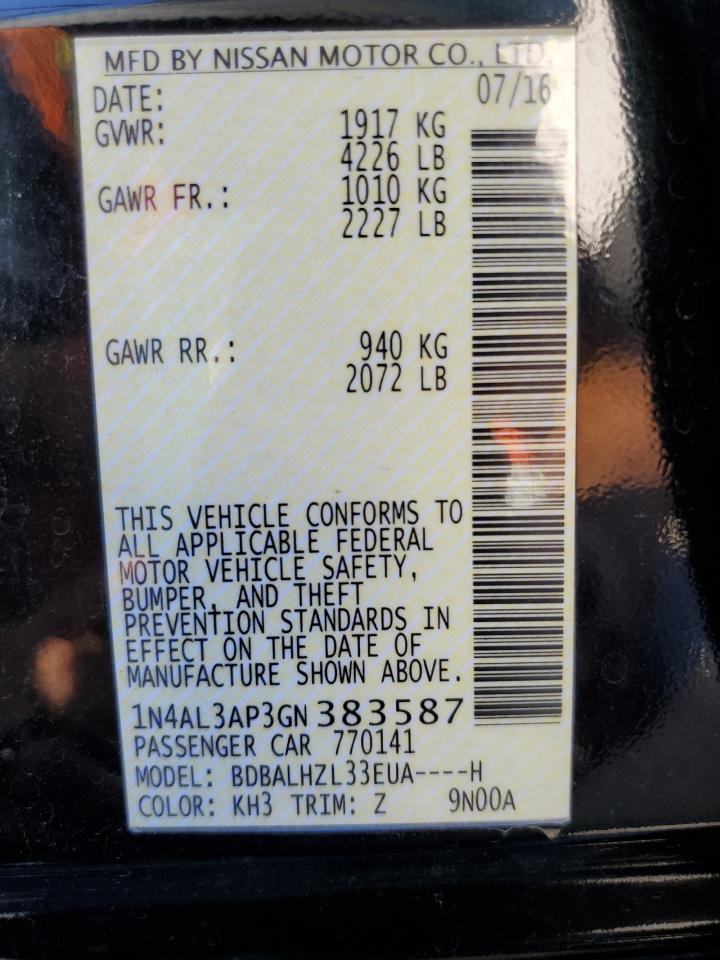 MFD BY NISSAN MOTOR CO., LTD.
DATE: 07/16
GVWR: 1917 KG
4226 LB
GAWR FR.: 1010 KG
2227 LB
GAWR RR.: 940 KG
2072 LB
THIS VEHICLE CONFORMS TO
ALL APPLICABLE FEDERAL
MOTOR VEHICLE SAFETY,
BUMPER, AND THEFT
PREVENTION STANDARDS IN
EFFECT ON THE DATE OF
MANUFACTURE SHOWN ABOVE.
1N4AL3AP3GN383587
PASSENGER CAR 770141
MODEL: BDBALHZL33EUA----H
COLOR: KH3 TRIM: Z 9N00A